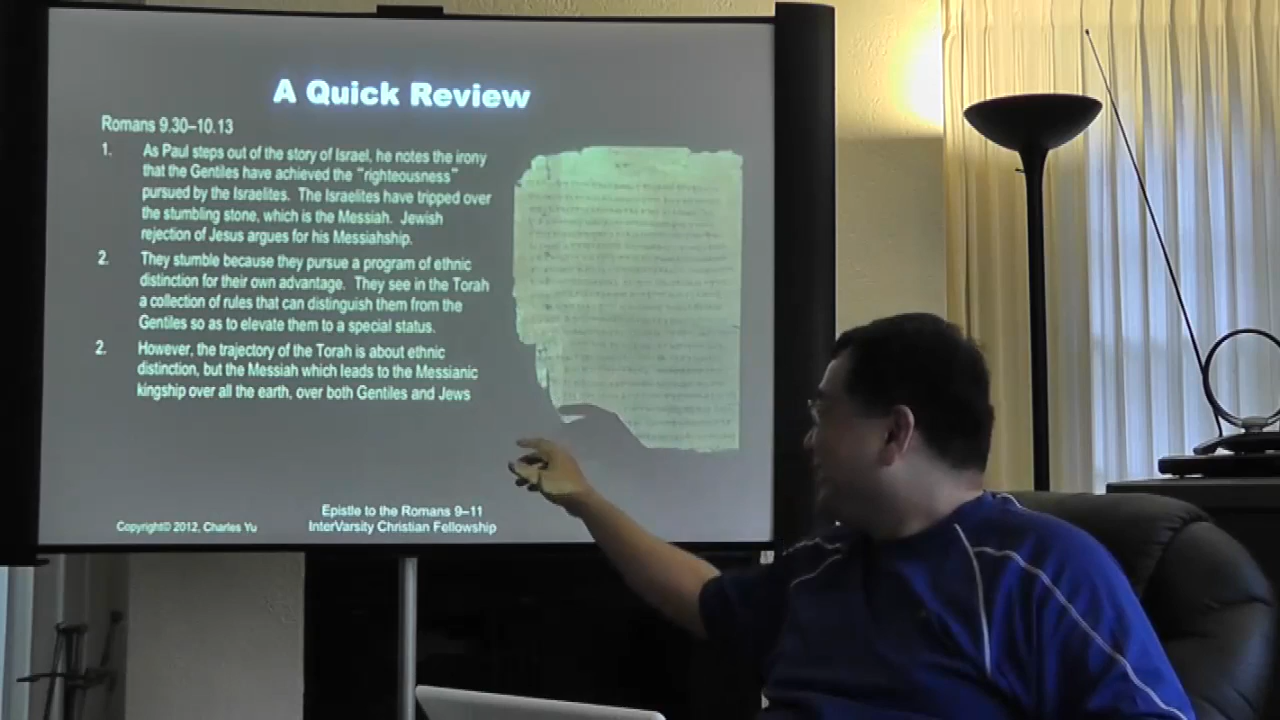 A Quick Review
Romans 9.30–10.13
1. As Paul steps out of the story of Israel, he notes the irony
that the Gentiles have achieved the "righteousness"
pursued by the Israelites. The Israelites have tripped over
the stumbling stone, which is the Messiah. Jewish
rejection of Jesus argues for his Messiahship.
2. They stumble because they pursue a program of ethnic
distinction for their own advantage. They see in the Torah
a collection of rules that can distinguish them from the
Gentiles so as to elevate them to a special status.
2. However, the trajectory of the Torah is about ethnic
distinction, but the Messiah which leads to the Messianic
kingship over all the earth, over both Gentiles and Jews
Epistle to the Romans 9–11
Copyright© 2012, Charles Yu
InterVarsity Christian Fellowship